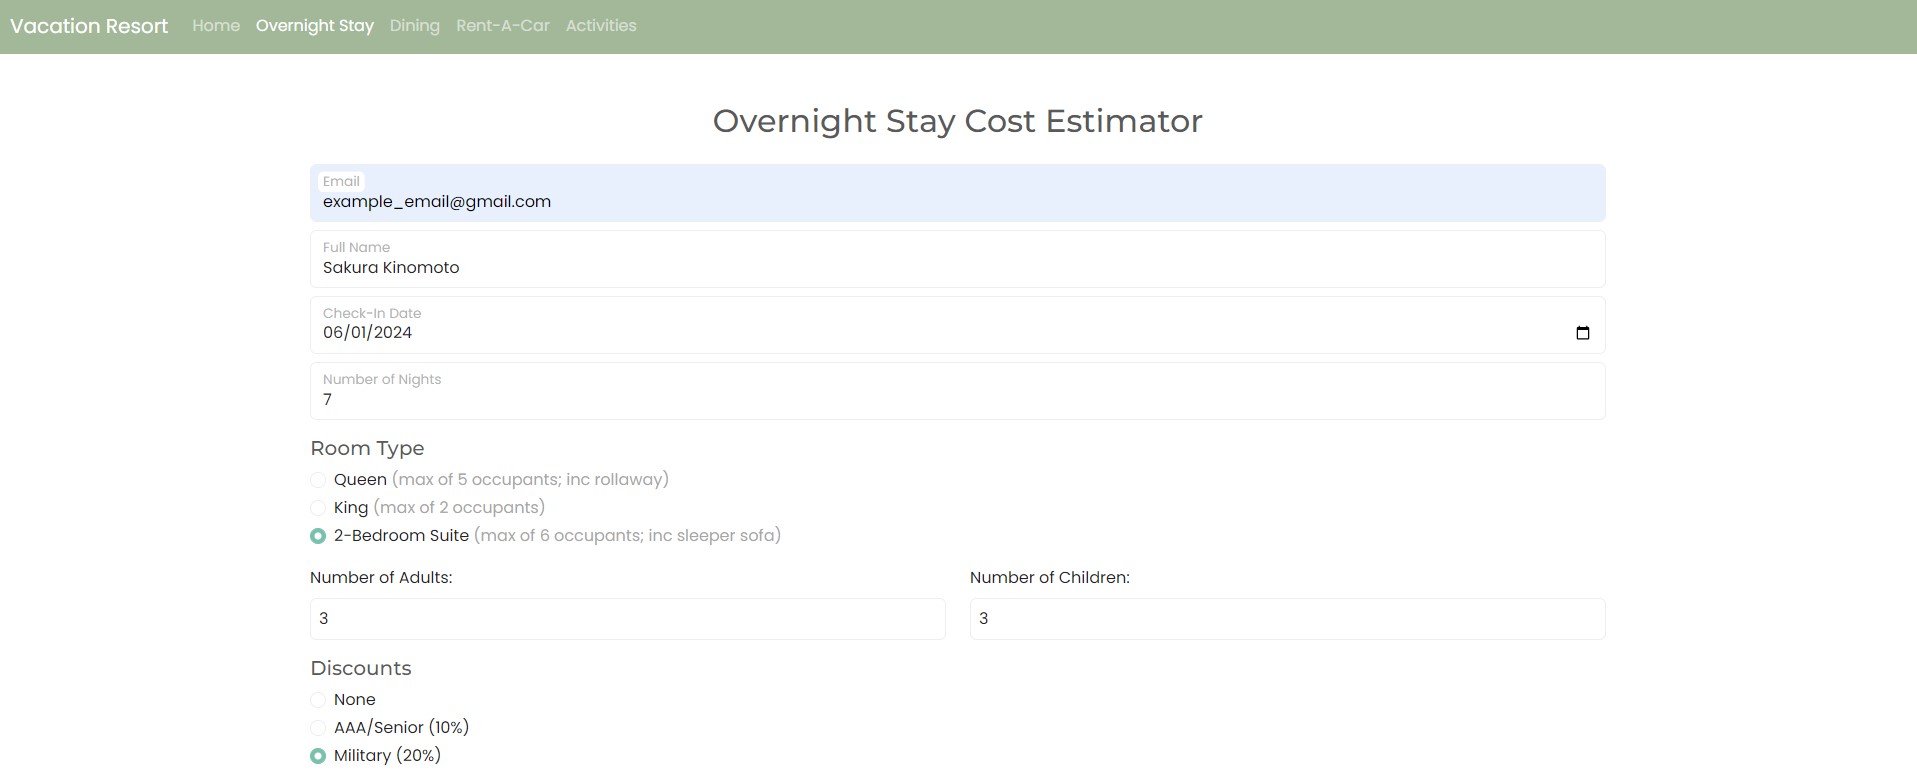 Vacation Resort Home Overnight Stay Dining Rent-A-Car Activities
Overnight Stay Cost Estimator
Email
example_email@gmail.com
Full Name
Sakura Kinomoto
Check-In Date
06/01/2024
Number of Nights
7
Room Type
Queen (max of 5 occupants; inc rollaway)
King (max of 2 occupants)
2-Bedroom Suite (max of 6 occupants; inc sleeper sofa)
Number of Adults: Number of Children:
3 3
Discounts
None
AAA/Senior (10%)
Military (20%)